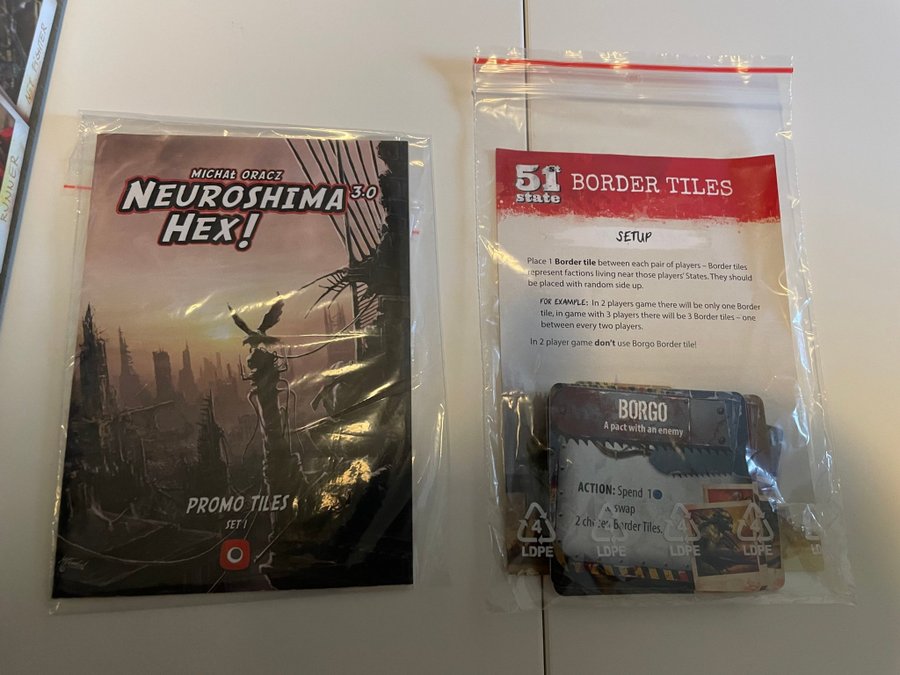 NET FIGHTER
RUNNER
MICHAŁ ORACZ
NEUROSHIMA 3.0
HEX!
PROMO TILES
SET 1
51st state BORDER TILES
SETUP
Place 1 Border tile between each pair of players – Border tiles
represent factions living near those players' States. They should
be placed with random side up.
FOR EXAMPLE: In 2 players game there will be only one Border
tile, in game with 3 players there will be 3 Border tiles – one
between every two players.
In 2 player game don't use Borgo Border tile!
BORGO
A pact with an enemy
ACTION: Spend 1
swap
2 chosen Border Tiles.
4 4 4 4
LDPE LDPE LDPE LDPE